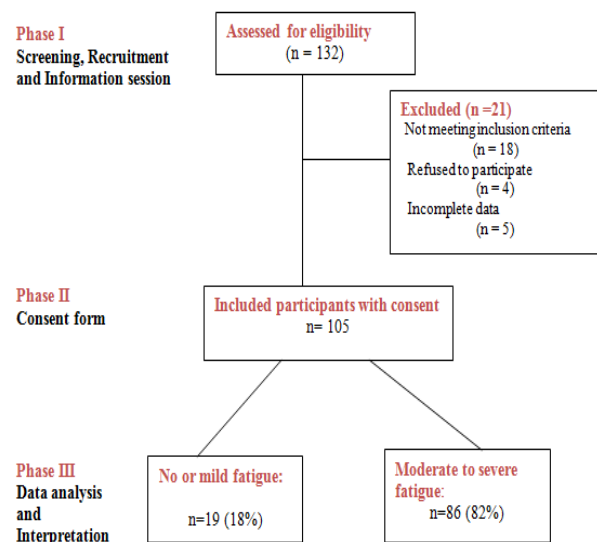 Phase I
Screening, Recruitment
and Information session
Assessed for eligibility
(n = 132)
Excluded (n =21)
Not meeting inclusion criteria
(n = 18)
Refused to participate
(n = 4)
Incomplete data
(n = 5)
Phase II
Consent form
Included participants with consent
n= 105
Phase III
Data analysis
and
Interpretation
No or mild fatigue:
n=19 (18%)
Moderate to severe
fatigue:
n=86 (82%)